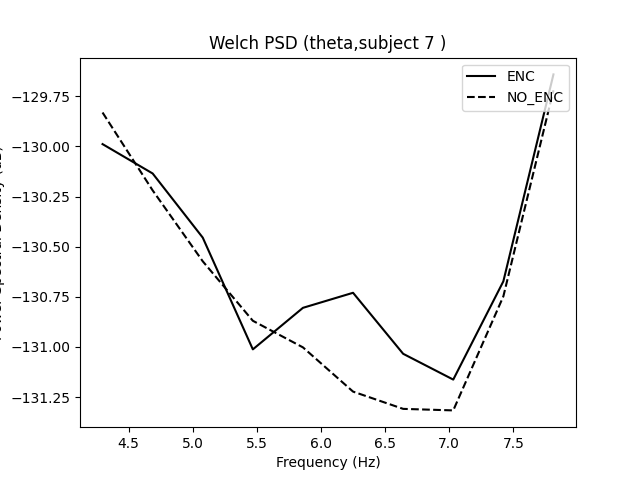 Welch PSD (theta,subject 7 )
ENC
NO_ENC
−129.75
−130.00
−130.25
−130.50
−130.75
−131.00
−131.25
4.5 5.0 5.5 6.0 6.5 7.0 7.5
Frequency (Hz)